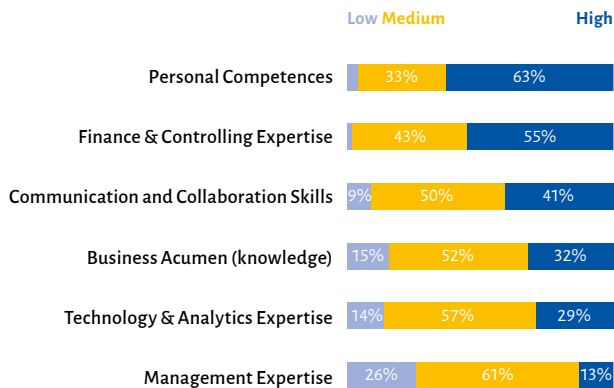 Low Medium High
Personal Competences 33% 63%
Finance & Controlling Expertise 43% 55%
Communication and Collaboration Skills 9% 50% 41%
Business Acumen (knowledge) 15% 52% 32%
Technology & Analytics Expertise 14% 57% 29%
Management Expertise 26% 61% 13%